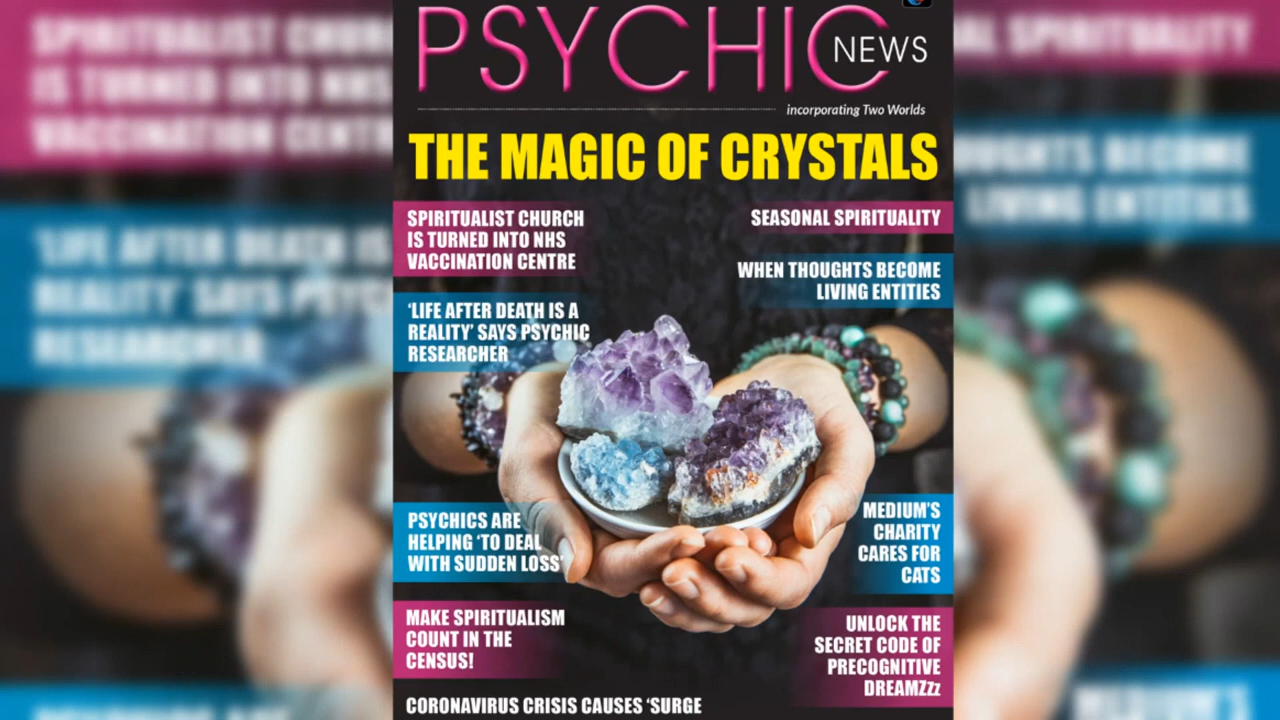 PSYCHIC
NEWS
incorporating Two Worlds
THE MAGIC OF CRYSTALS
SPIRITUALIST CHURCH
IS TURNED INTO NHS
VACCINATION CENTRE
'LIFE AFTER DEATH IS A
REALITY' SAYS PSYCHIC
RESEARCHER
PSYCHICS ARE
HELPING 'TO DEAL
WITH SUDDEN LOSS'
MAKE SPIRITUALISM
COUNT IN THE
CENSUS!
CORONAVIRUS CRISIS CAUSES 'SURGE
SEASONAL SPIRITUALITY
WHEN THOUGHTS BECOME
LIVING ENTITIES
MEDIUM'S
CHARITY
CARES FOR
CATS
UNLOCK THE
SECRET CODE OF
PRECOGNITIVE
DREAMZZz